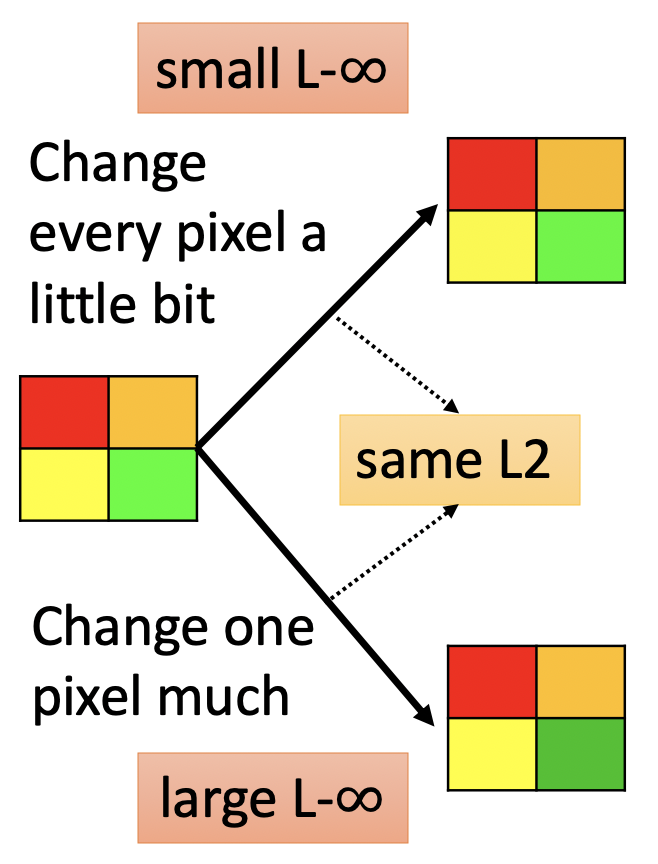 small L-∞
Change
every pixel a
little bit
same L2
Change one
pixel much
large L-∞